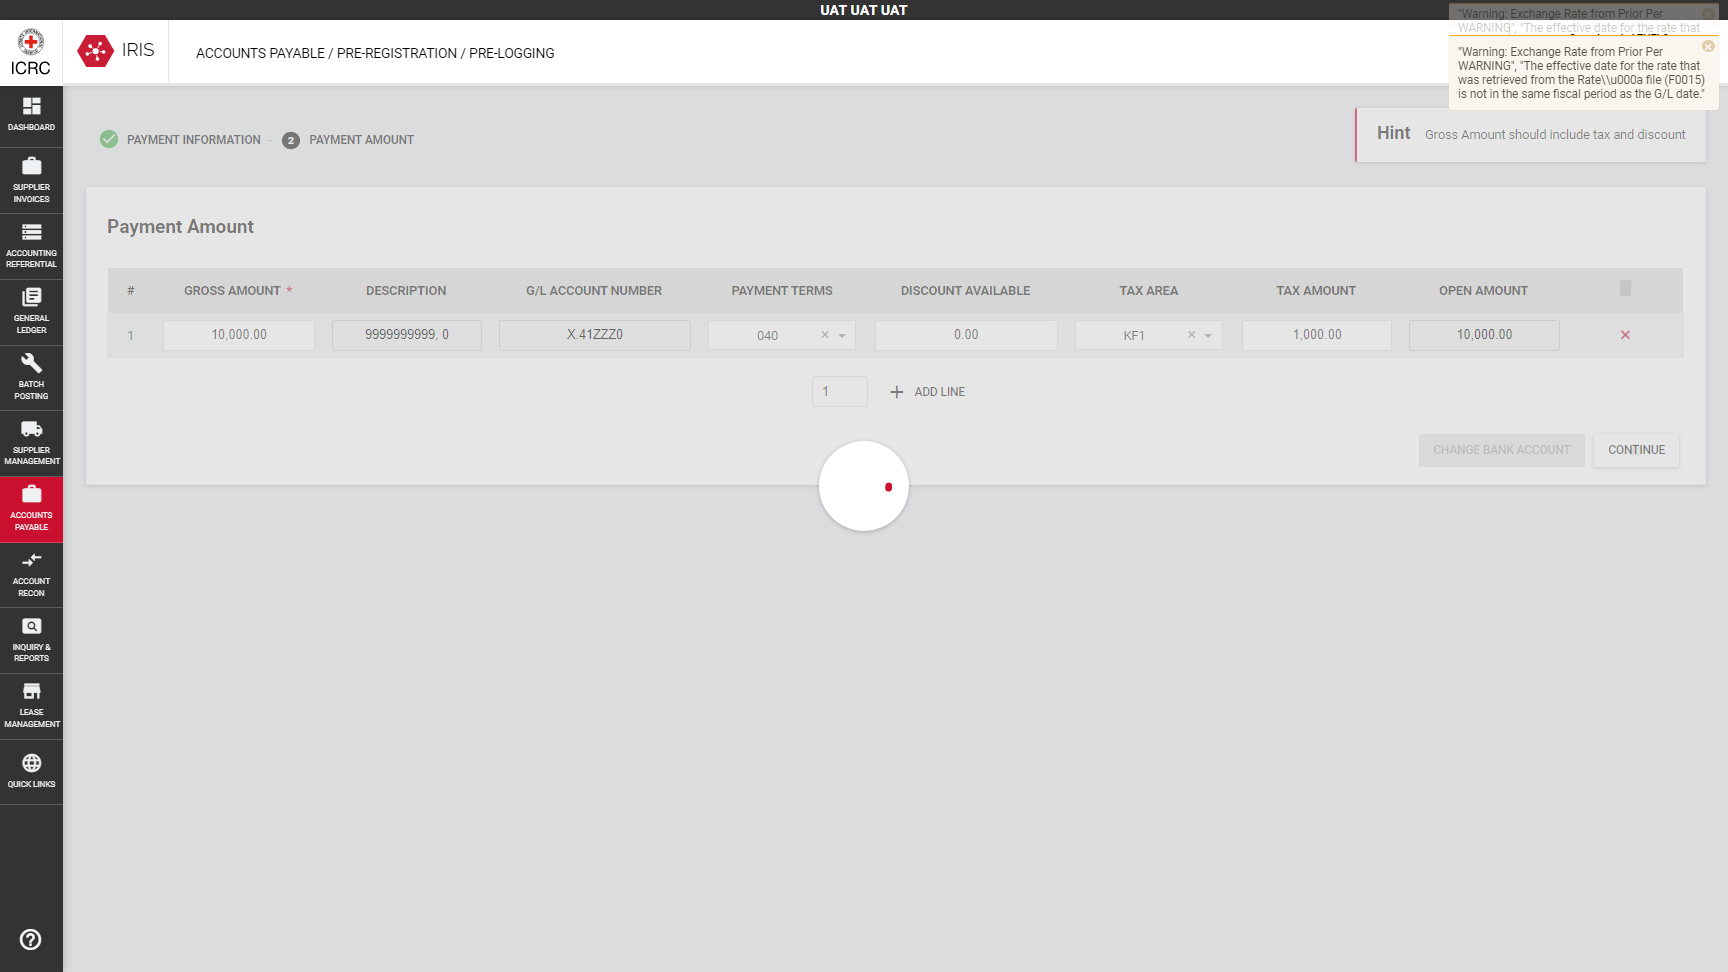 UAT UAT UAT
ICRC
IRIS
ACCOUNTS PAYABLE / PRE-REGISTRATION / PRE-LOGGING
"Warning: Exchange Rate from Prior Per
WARNING", "The effective date for the rate that
"Warning: Exchange Rate from Prior Per
WARNING", "The effective date for the rate that
was retrieved from the Rate\\u000a file (F0015)
is not in the same fiscal period as the G/L date."
DASHBOARD
SUPPLIER
INVOICES
ACCOUNTING
REFERENTIAL
GENERAL
LEDGER
BATCH
POSTING
SUPPLIER
MANAGEMENT
ACCOUNTS
PAYABLE
ACCOUNT
RECON
INQUIRY &
REPORTS
LEASE
MANAGEMENT
QUICK LINKS
PAYMENT INFORMATION
2 PAYMENT AMOUNT
Hint Gross Amount should include tax and discount
Payment Amount
# GROSS AMOUNT * DESCRIPTION G/L ACCOUNT NUMBER PAYMENT TERMS DISCOUNT AVAILABLE TAX AREA TAX AMOUNT OPEN AMOUNT
1 10,000.00 9999999999, 0 X.41ZZZ0 040 0.00 KF1 1,000.00 10,000.00
1 ADD LINE
CHANGE BANK ACCOUNT CONTINUE